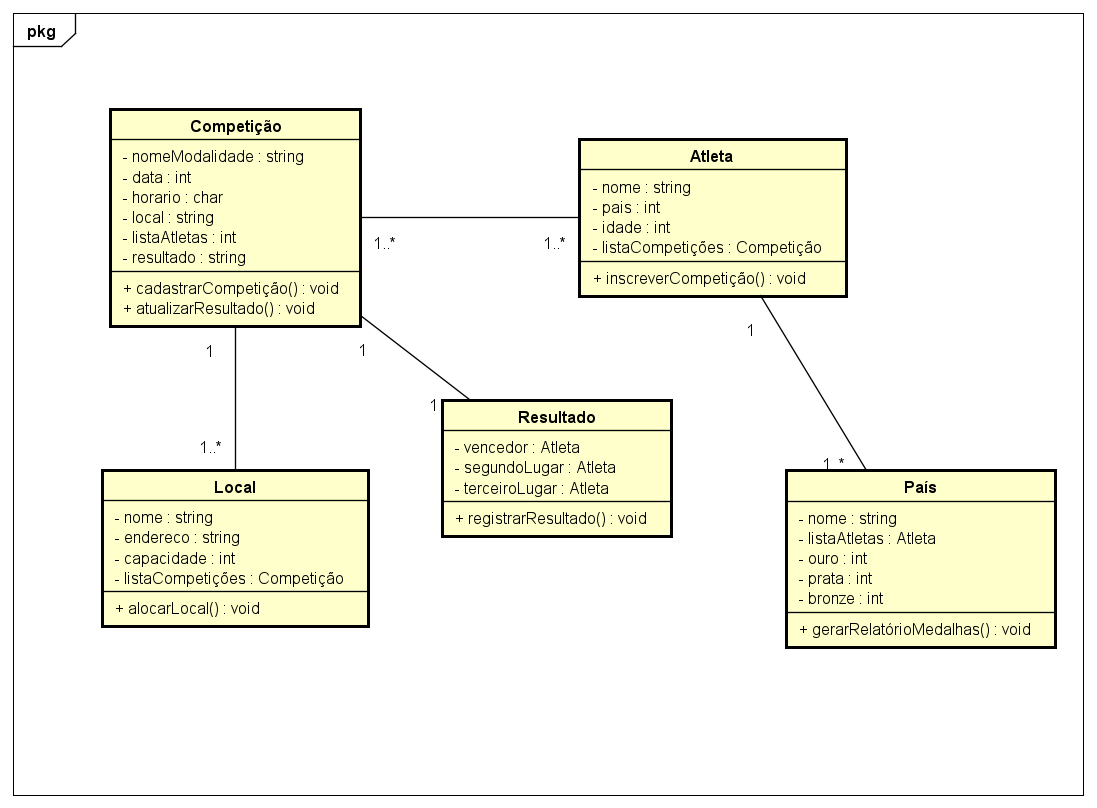 pkg
Competição
- nomeModalidade : string
- data : int
- horario : char
- local : string
- listaAtletas : int
- resultado : string
+ cadastrarCompetição() : void
+ atualizarResultado() : void
Atleta
- nome : string
- pais : int
- idade : int
- listaCompetições : Competição
+ inscreverCompetição() : void
1..*
1..*
1
1
1
1
1..*
1..*
Resultado
- vencedor : Atleta
- segundoLugar : Atleta
- terceiroLugar : Atleta
+ registrarResultado() : void
Local
- nome : string
- endereco : string
- capacidade : int
- listaCompetições : Competição
+ alocarLocal() : void
País
- nome : string
- listaAtletas : Atleta
- ouro : int
- prata : int
- bronze : int
+ gerarRelatórioMedalhas() : void